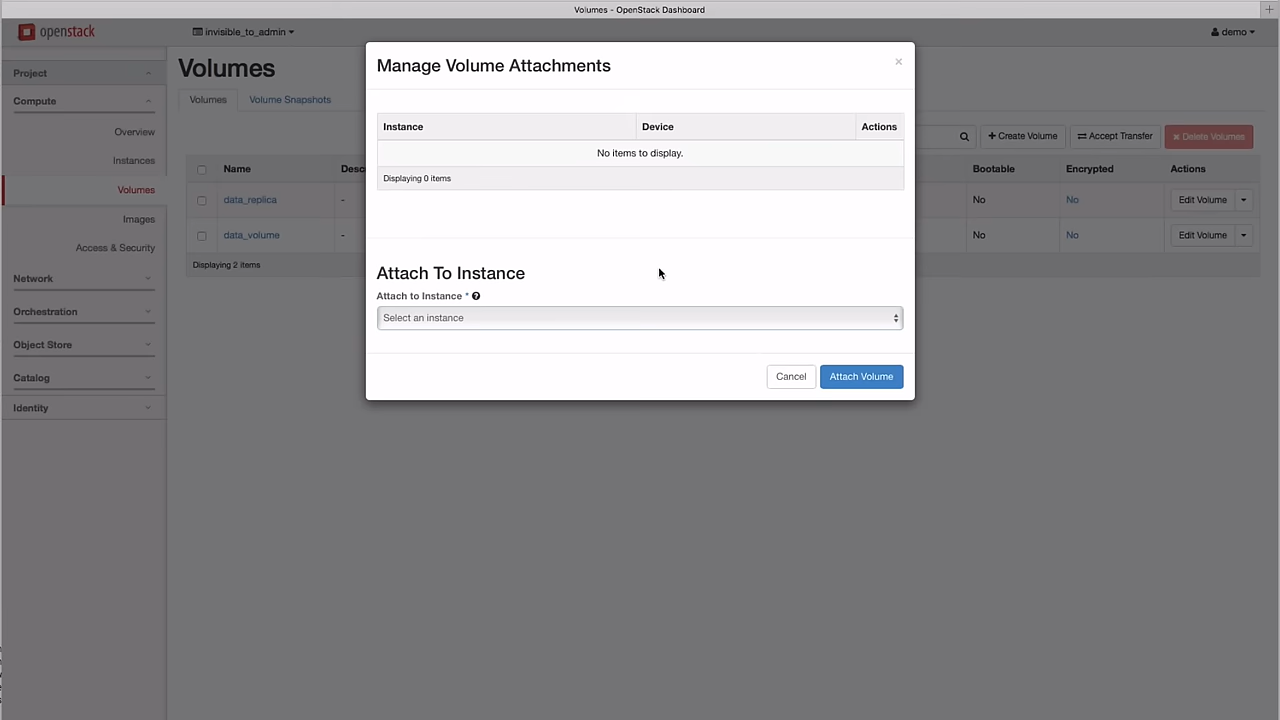 Volumes - OpenStack Dashboard
openstack
invisible_to_admin
demo
Project
Compute
Overview
Instances
Volumes
Images
Access & Security
Network
Orchestration
Object Store
Catalog
Identity
Volumes
Volumes
Volume Snapshots
Create Volume
Accept Transfer
Delete Volumes
Name
Bootable
Encrypted
Actions
data_replica
-
No
No
Edit Volume
data_volume
-
No
No
Edit Volume
Displaying 2 items
Manage Volume Attachments
Instance
Device
Actions
No items to display.
Displaying 0 items
Attach To Instance
Attach to Instance *
Select an instance
Cancel
Attach Volume